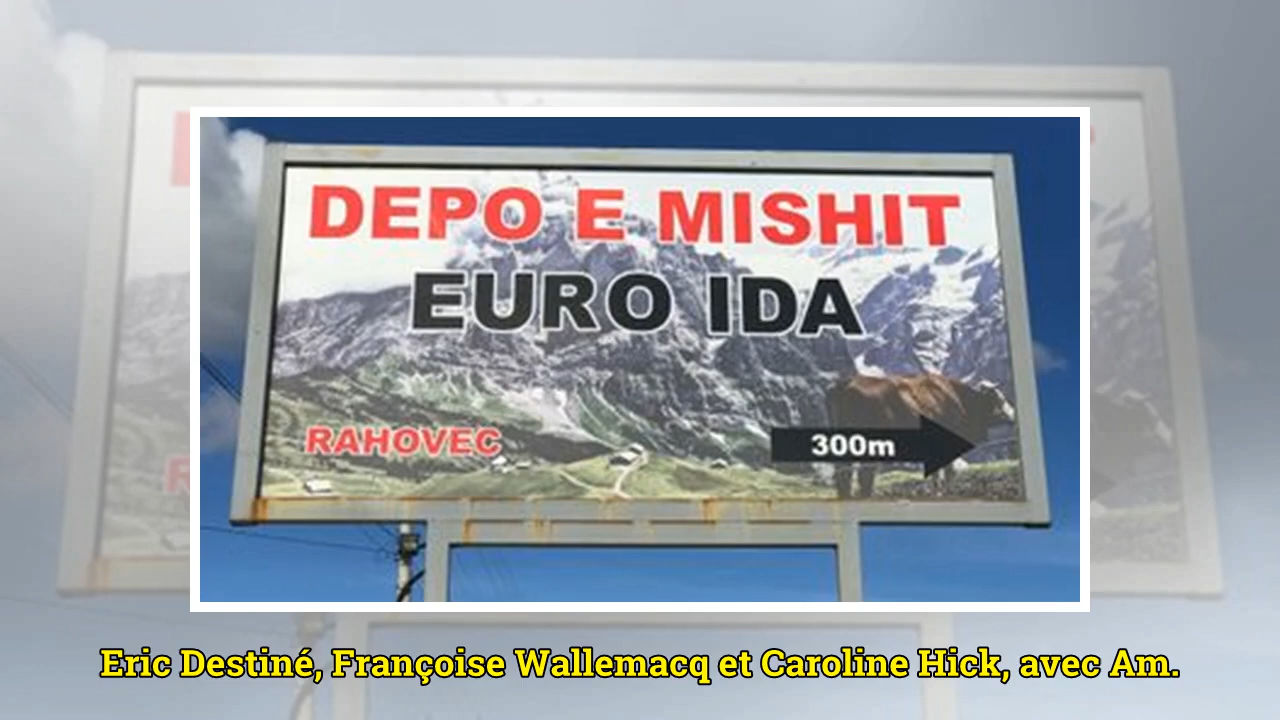 DEPO E MISHIT
EURO IDA
RAHOVEC
300m
Eric Destiné, Françoise Wallemacq et Caroline Hick, avec Am.